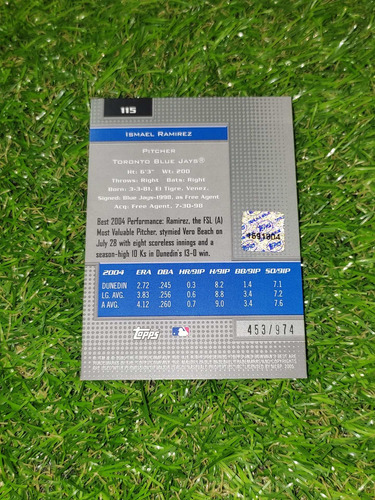 115
Ismael Ramirez
Pitcher
Toronto Blue Jays®
Ht: 6'3" Wt: 200
Throws: Right Bats: Right
Born: 3-3-81, El Tigre, Venez.
Signed: Blue Jays-1998, as Free Agent
Acq: Free Agent, 7-30-98
Best 2004 Performance: Ramirez, the FSL (A)
Most Valuable Pitcher, stymied Vero Beach on
July 28 with eight scoreless innings and a
season-high 10 Ks in Dunedin's 13-0 win.
2004 ERA OBA HR/9IP H/9IP BB/9IP SO/9IP
DUNEDIN 2.72 .245 0.3 8.2 1.4 7.1
LG. AVG. 3.83 .256 0.6 8.8 3.4 7.2
A AVG. 4.12 .260 0.7 9.0 3.4 7.6
Topps
453/974